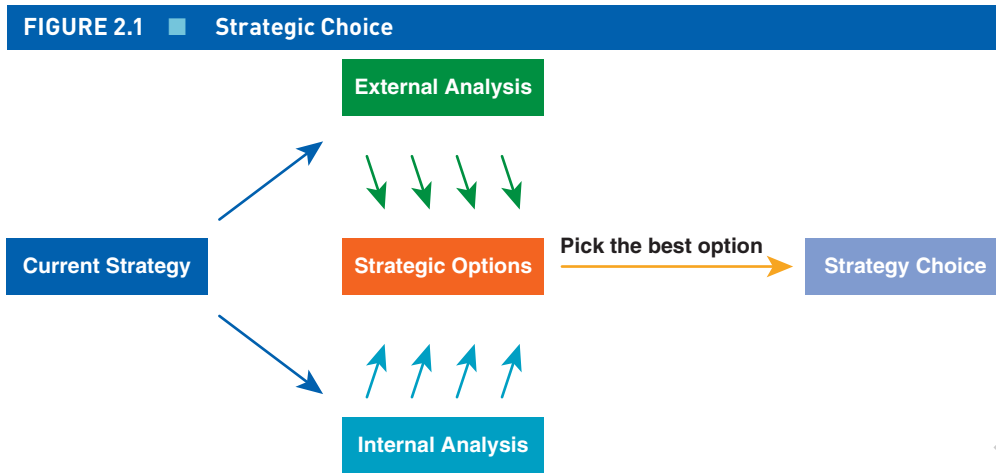 FIGURE 2.1 ■ Strategic Choice
External Analysis
Current Strategy
Strategic Options
Pick the best option
Strategy Choice
Internal Analysis